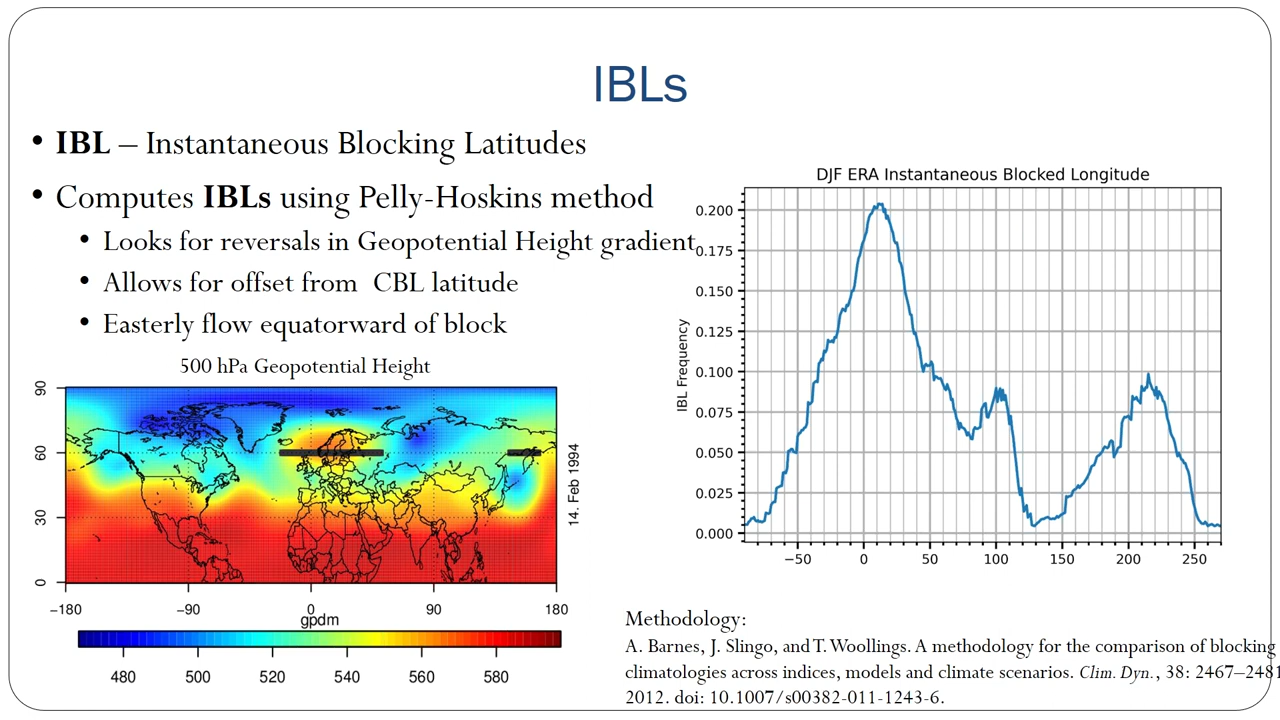 IBLs
• IBL – Instantaneous Blocking Latitudes
• Computes IBLs using Pelly-Hoskins method
• Looks for reversals in Geopotential Height gradient
• Allows for offset from CBL latitude
• Easterly flow equatorward of block
500 hPa Geopotential Height
90
60
30
0
−180 −90 0 90 180
gpdm
480 500 520 540 560 580
14. Feb 1994
DJF ERA Instantaneous Blocked Longitude
IBL Frequency
0.200
0.175
0.150
0.125
0.100
0.075
0.050
0.025
0.000
−50 0 50 100 150 200 250
Methodology:
A. Barnes, J. Slingo, and T. Woollings. A methodology for the comparison of blocking
climatologies across indices, models and climate scenarios. Clim. Dyn., 38: 2467–2481
2012. doi: 10.1007/s00382-011-1243-6.